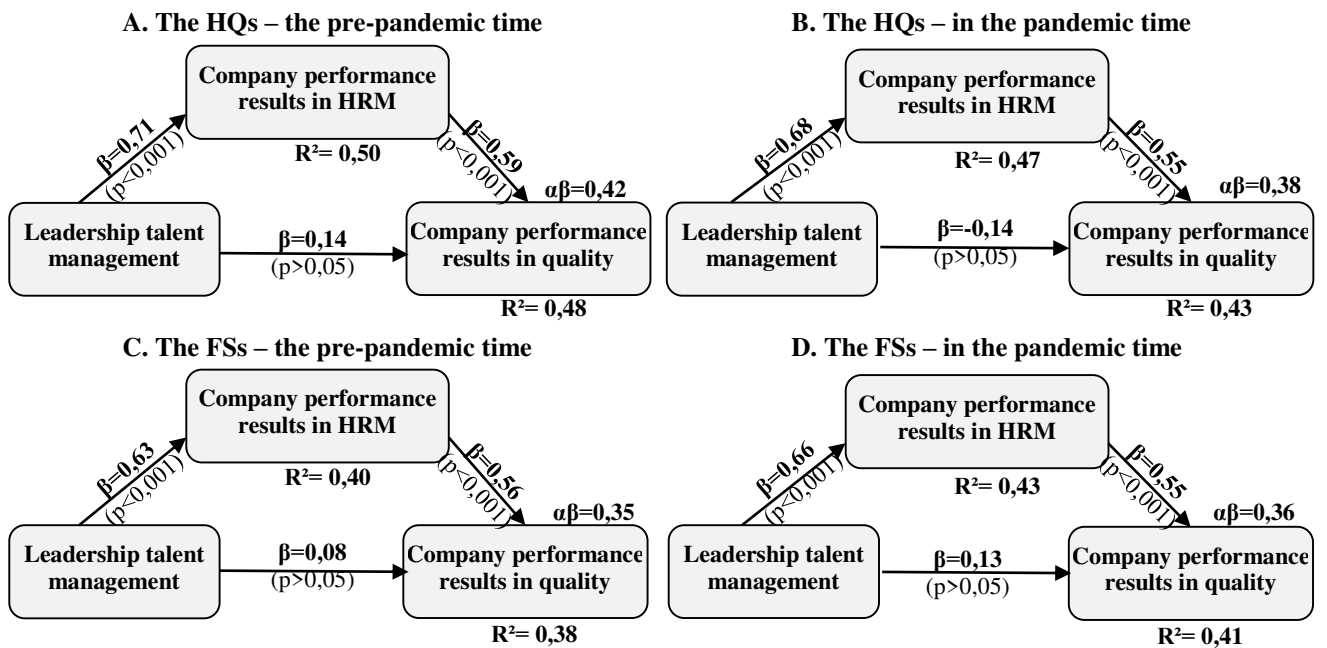 A. The HQs – the pre-pandemic time
Company performance
results in HRM
R²= 0,50
β=0,71
(p<0,001)
β=0,59
(p<0,001)
αβ=0,42
Leadership talent
management
β=0,14
(p>0,05)
Company performance
results in quality
R²= 0,48
B. The HQs – in the pandemic time
Company performance
results in HRM
R²= 0,47
β=0,68
(p<0,001)
β=0,55
(p<0,001)
αβ=0,38
Leadership talent
management
β=-0,14
(p>0,05)
Company performance
results in quality
R²= 0,43
C. The FSs – the pre-pandemic time
Company performance
results in HRM
R²= 0,40
β=0,63
(p<0,001)
β=0,56
(p<0,001)
αβ=0,35
Leadership talent
management
β=0,08
(p>0,05)
Company performance
results in quality
R²= 0,38
D. The FSs – in the pandemic time
Company performance
results in HRM
R²= 0,43
β=0,66
(p<0,001)
β=0,55
(p<0,001)
αβ=0,36
Leadership talent
management
β=0,13
(p>0,05)
Company performance
results in quality
R²= 0,41